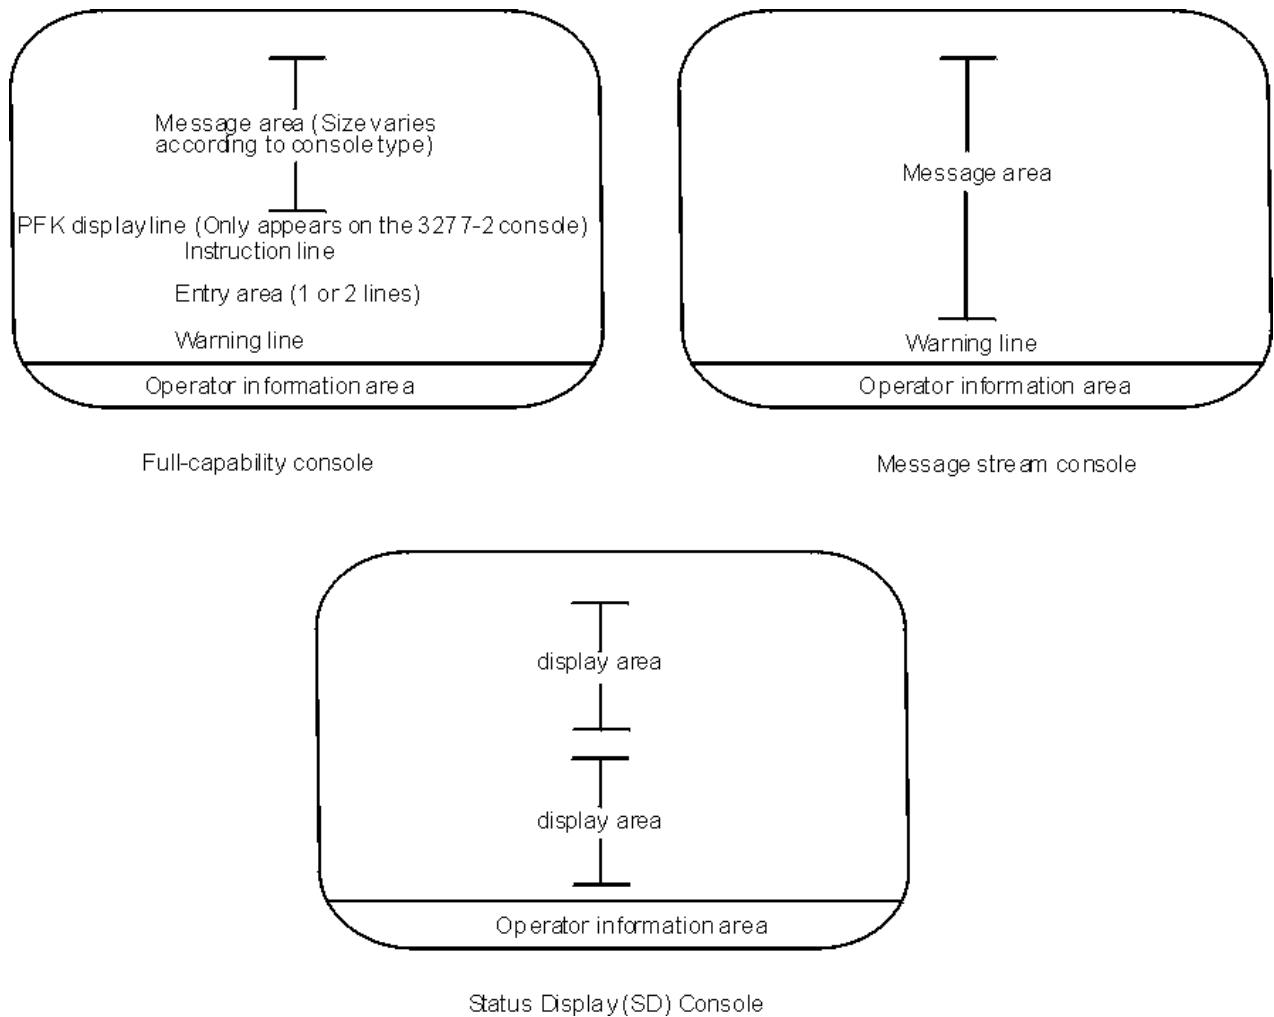 Message area (Size varies
according to console type)
PFK display line (Only appears on the 3277-2 console)
Instruction line
Entry area (1 or 2 lines)
Warning line
Operator information area
Full-capability console
Message area
Warning line
Operator information area
Message stream console
display area
display area
Operator information area
Status Display (SD) Console